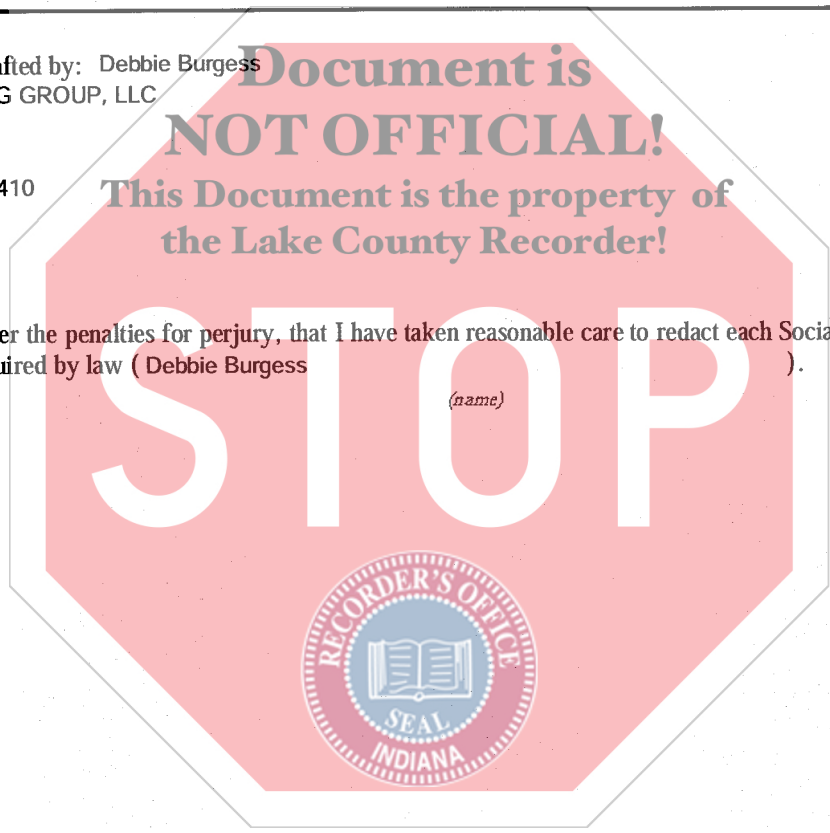 afted by: Debbie Burgess
G GROUP, LLC
410
Document is
NOT OFFICIAL!
This Document is the property of
the Lake County Recorder!
er the penalties for perjury, that I have taken reasonable care to redact each Socia
uired by law ( Debbie Burgess ).
(name)
STOP
RECORDER'S OFFICE
SEAL
INDIANA